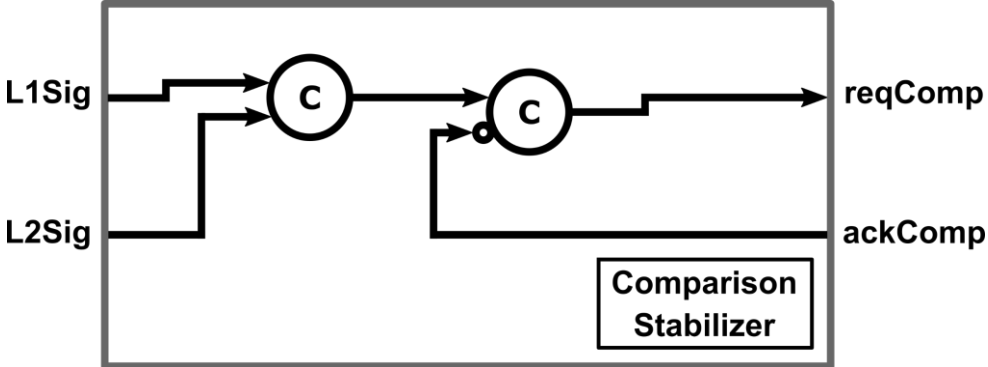 L1Sig
C
C
reqComp
L2Sig
ackComp
Comparison
Stabilizer